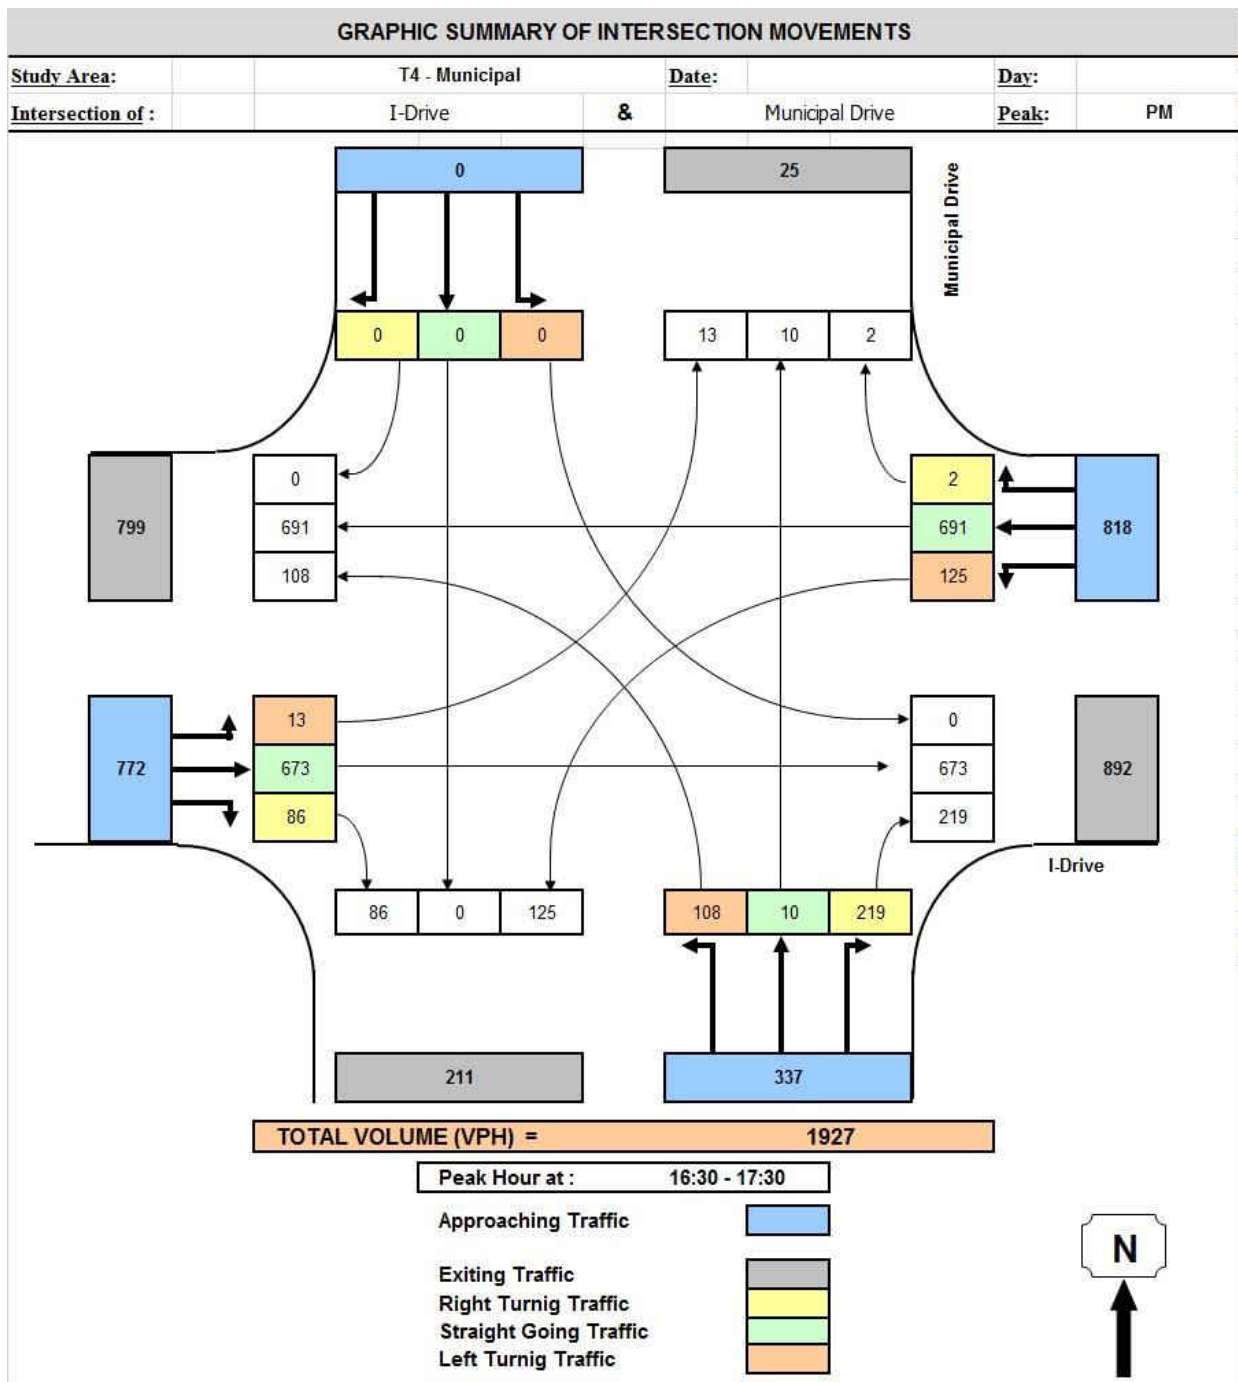 GRAPHIC SUMMARY OF INTERSECTION MOVEMENTS
Study Area: T4 - Municipal Date: Day:
Intersection of : I-Drive & Municipal Drive Peak: PM
0 25
Municipal Drive
0 0 0 13 10 2
799 0 2 818
691 691
108 125
772 13 0 892
673 673
86 219
I-Drive
86 0 125 108 10 219
211 337
TOTAL VOLUME (VPH) = 1927
Peak Hour at : 16:30 - 17:30
Approaching Traffic
Exiting Traffic
Right Turnig Traffic
Straight Going Traffic
Left Turnig Traffic
N